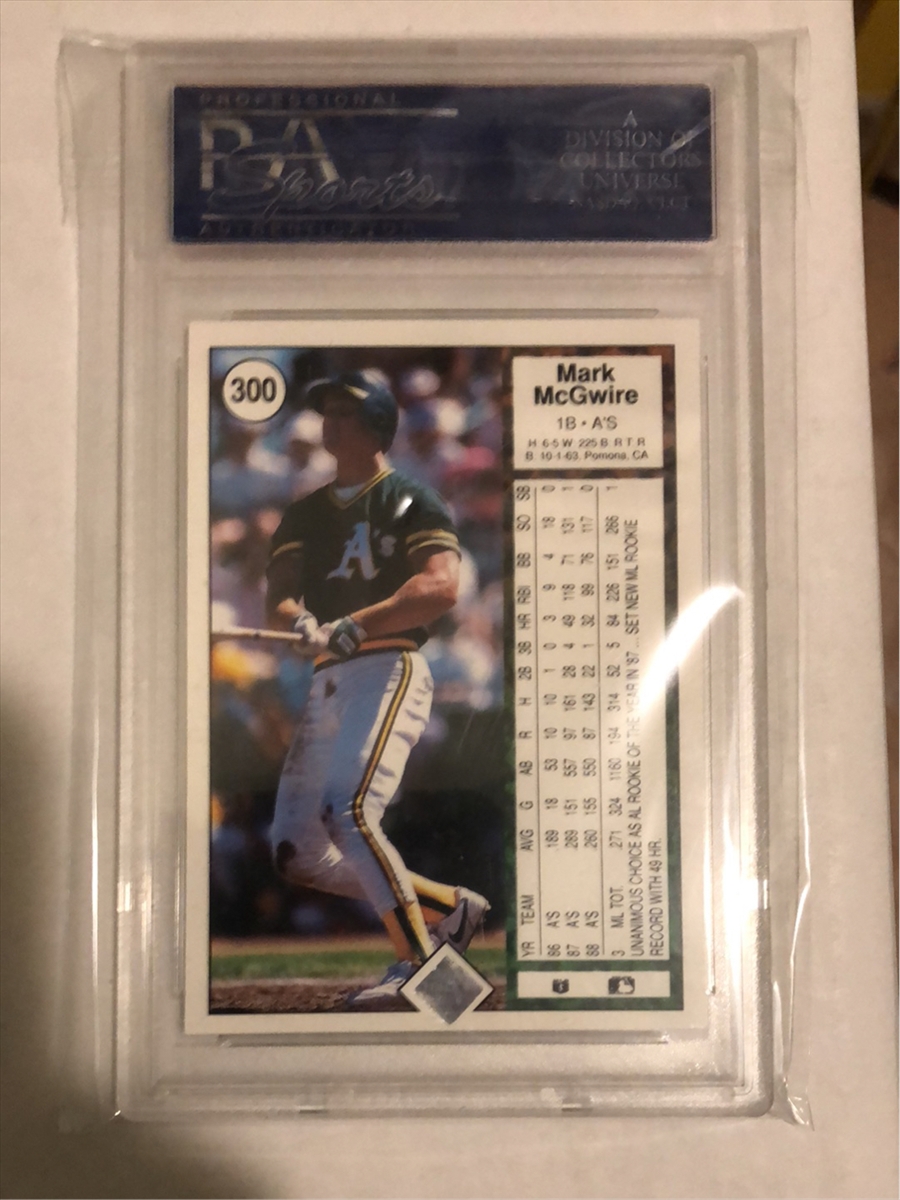 PROFESSIONAL
PSA
Sports
AUTHENTICATOR
A
DIVISION OF
COLLECTORS
UNIVERSE
NASDAQ: CLCT
300
Mark
McGwire
1B • A'S
H. 6-5 W. 225 B. R T. R
B. 10-1-63, Pomona, CA
A's
YR TEAM AVG G AB R H 2B 3B HR RBI BB SO SB
86 A'S .189 18 53 10 10 1 0 3 9 4 18 0
87 A'S .289 151 557 97 161 28 4 49 118 71 131 1
88 A'S .260 155 550 87 143 22 1 32 99 76 117 0
3 ML TOT. .271 324 1160 194 314 52 5 84 226 151 266 1
UNANIMOUS CHOICE AS AL ROOKIE OF THE YEAR IN '87 ... SET NEW ML ROOKIE
RECORD WITH 49 HR.